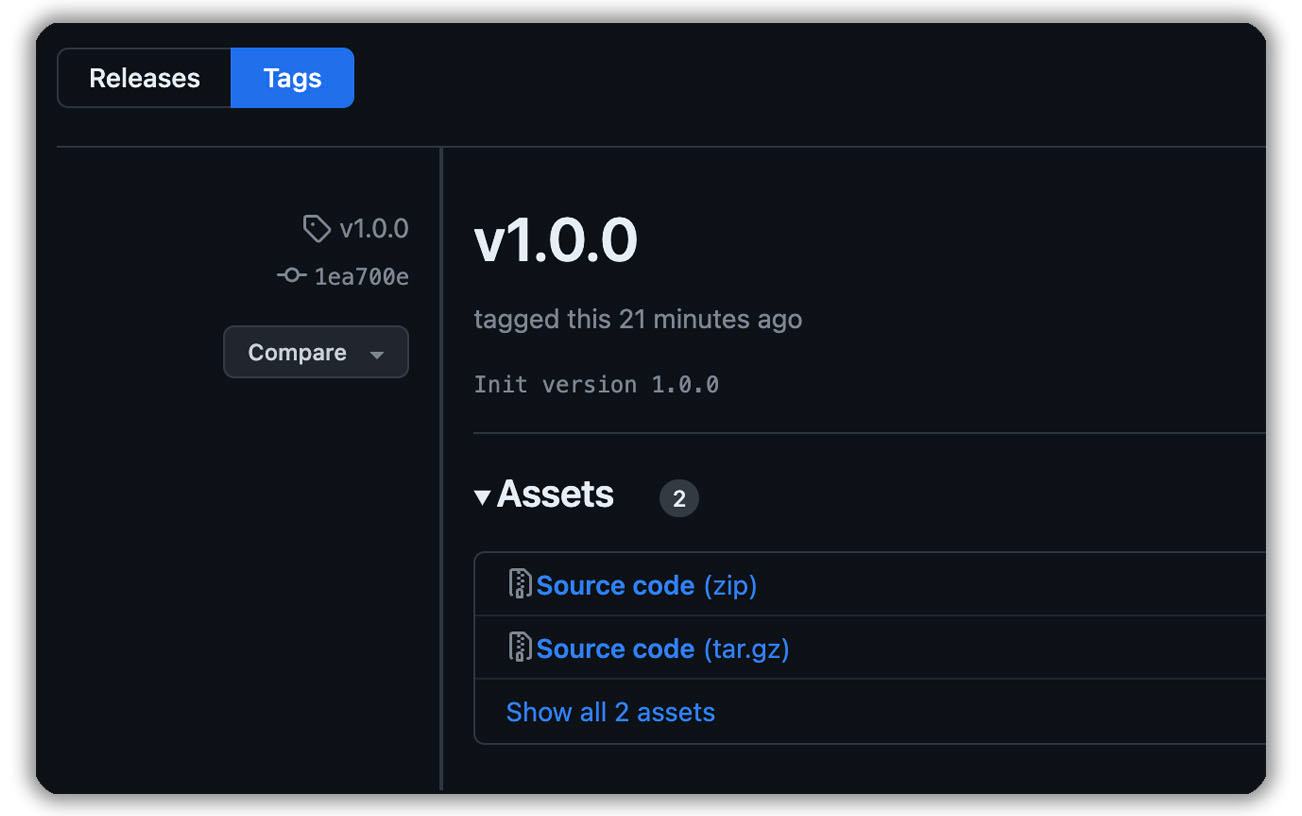 Releases Tags
v1.0.0
1ea700e
Compare
v1.0.0
tagged this 21 minutes ago
Init version 1.0.0
Assets 2
Source code (zip)
Source code (tar.gz)
Show all 2 assets